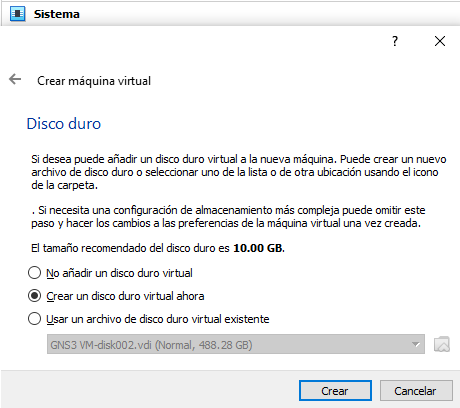 Sistema
?
Crear máquina virtual
Disco duro
Si desea puede añadir un disco duro virtual a la nueva máquina. Puede crear un nuevo
archivo de disco duro o seleccionar uno de la lista o de otra ubicación usando el icono
de la carpeta.
. Si necesita una configuración de almacenamiento más compleja puede omitir este
paso y hacer los cambios a las preferencias de la máquina virtual una vez creada.
El tamaño recomendado del disco duro es 10.00 GB.
No añadir un disco duro virtual
Crear un disco duro virtual ahora
Usar un archivo de disco duro virtual existente
GNS3 VM-disk002.vdi (Normal, 488.28 GB)
Crear
Cancelar